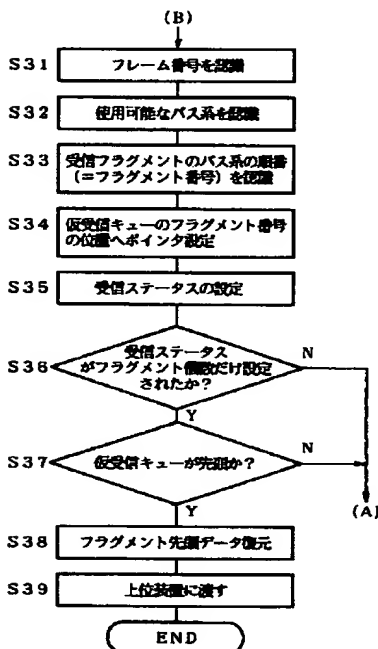 (B)
S31 フレーム番号を認識
S32 使用可能なバス系を認識
S33 受信フラグメントのバス系の順番
(=フラグメント番号)を認識
S34 仮受信キューのフラグメント番号
の位置へポインタ設定
S35 受信ステータスの設定
S36 受信ステータス
がフラグメント個数だけ設定
されたか?
N
Y
S37 仮受信キューが先頭か?
N
(A)
Y
S38 フラグメント先頭データ復元
S39 上位装置に渡す
END